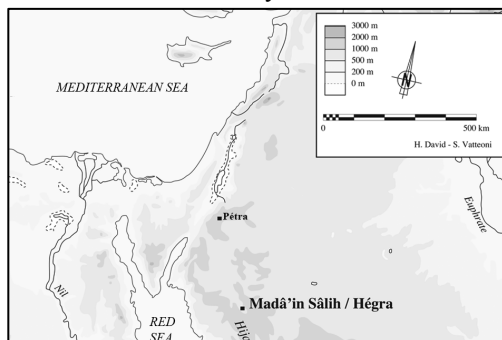 3000 m
2000 m
1000 m
500 m
200 m
0 m
N
0
500 km
H. David - S. Vatteoni
MEDITERRANEAN SEA
Pétra
Euphrate
Nil
Madâ'in Sâlih / Hégra
RED
SEA